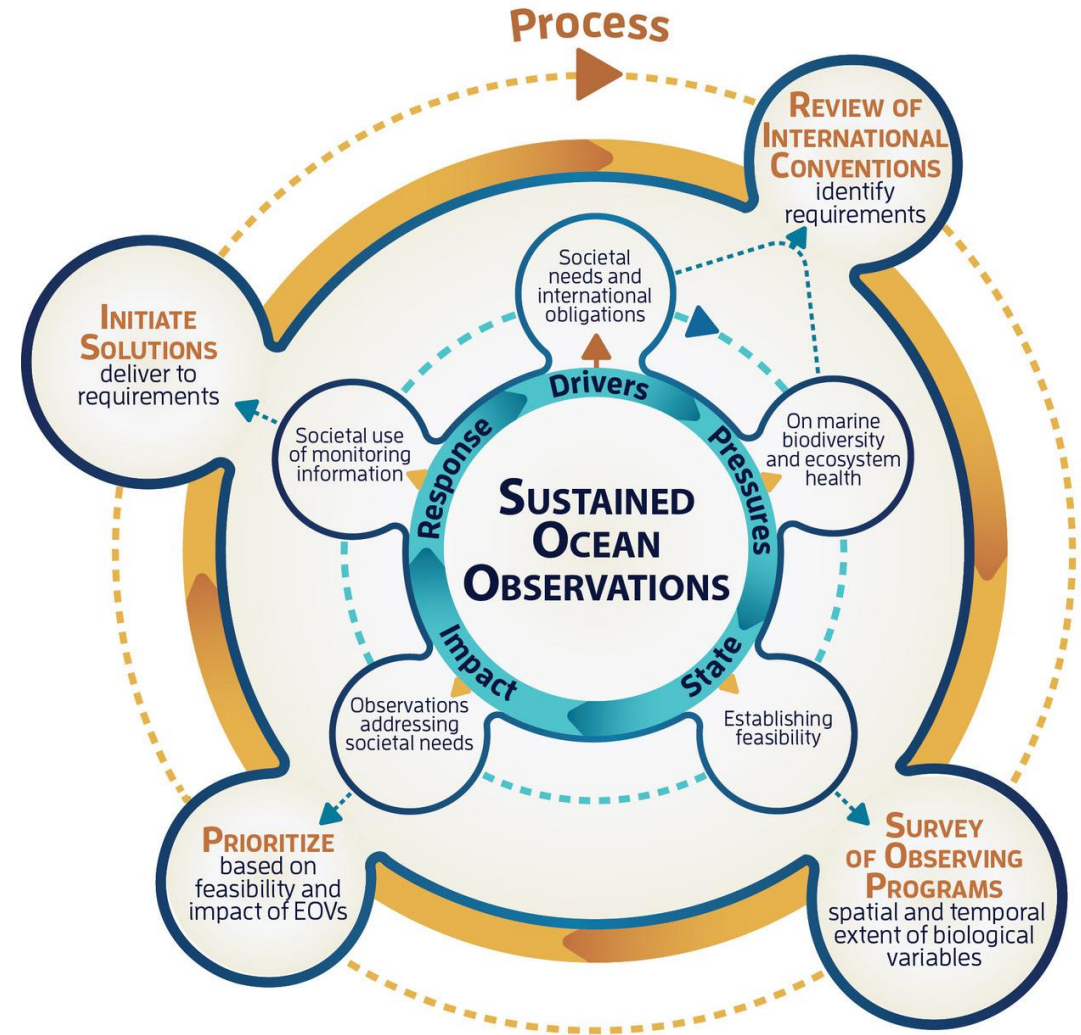 Process
REVIEW OF
INTERNATIONAL
CONVENTIONS
identify
requirements
Societal
needs and
international
obligations
INITIATE
SOLUTIONS
deliver to
requirements
Drivers
Societal use
of monitoring
information
Response
Pressures
On marine
biodiversity
and ecosystem
health
SUSTAINED
OCEAN
OBSERVATIONS
Impact
State
Observations
addressing
societal needs
Establishing
feasibility
PRIORITIZE
based on
feasibility and
impact of EOVs
SURVEY
OF OBSERVING
PROGRAMS
spatial and temporal
extent of biological
variables